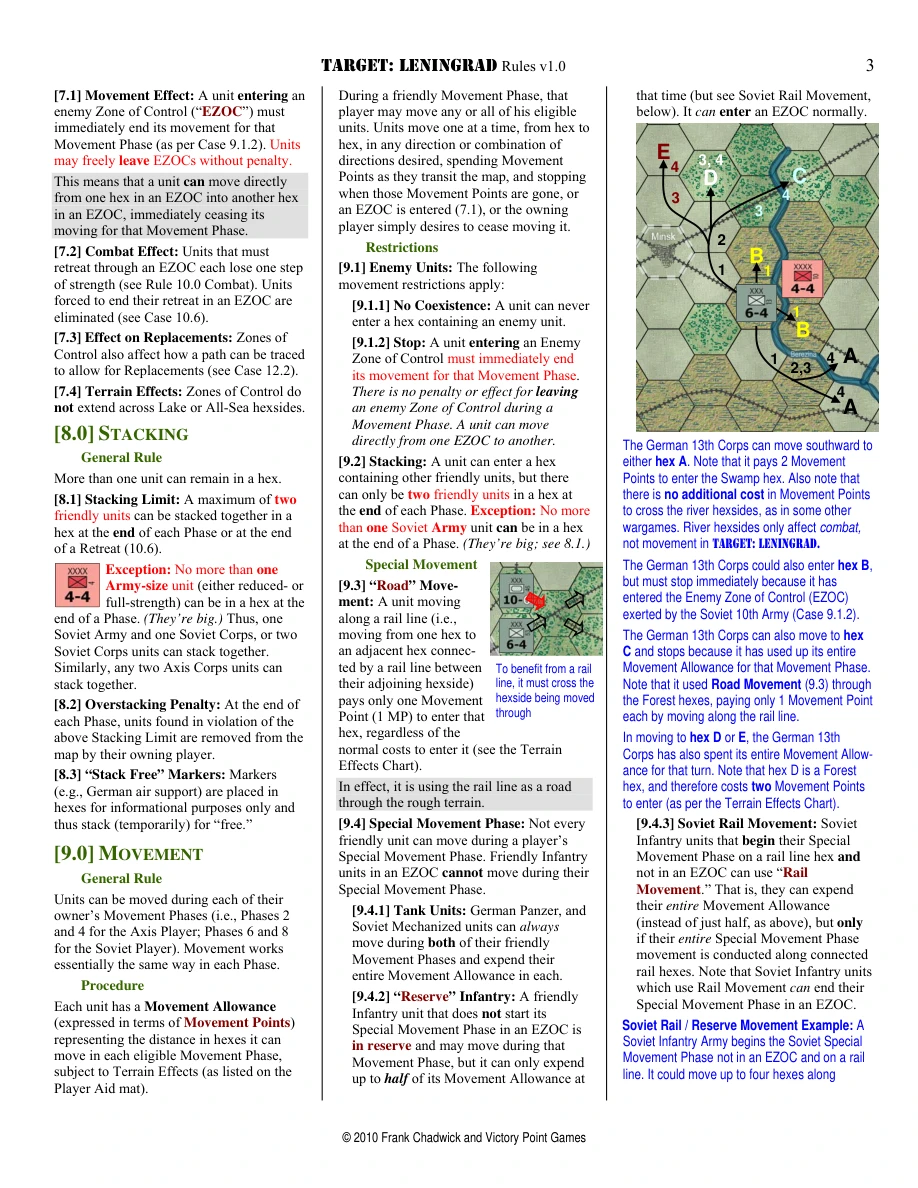 TARGET: LENINGRAD Rules v1.0
3
[7.1] Movement Effect: A unit entering an
enemy Zone of Control (“EZOC”) must
immediately end its movement for that
Movement Phase (as per Case 9.1.2). Units
may freely leave EZOCs without penalty.
This means that a unit can move directly
from one hex in an EZOC into another hex
in an EZOC, immediately ceasing its
moving for that Movement Phase.
[7.2] Combat Effect: Units that must
retreat through an EZOC each lose one step
of strength (see Rule 10.0 Combat). Units
forced to end their retreat in an EZOC are
eliminated (see Case 10.6).
[7.3] Effect on Replacements: Zones of
Control also affect how a path can be traced
to allow for Replacements (see Case 12.2).
[7.4] Terrain Effects: Zones of Control do
not extend across Lake or All-Sea hexsides.
[8.0] STACKING
General Rule
More than one unit can remain in a hex.
[8.1] Stacking Limit: A maximum of two
friendly units can be stacked together in a
hex at the end of each Phase or at the end
of a Retreat (10.6).
XXXX
4-4
Exception: No more than one
Army-size unit (either reduced- or
full-strength) can be in a hex at the
end of a Phase. (They’re big.) Thus, one
Soviet Army and one Soviet Corps, or two
Soviet Corps units can stack together.
Similarly, any two Axis Corps units can
stack together.
[8.2] Overstacking Penalty: At the end of
each Phase, units found in violation of the
above Stacking Limit are removed from the
map by their owning player.
[8.3] “Stack Free” Markers: Markers
(e.g., German air support) are placed in
hexes for informational purposes only and
thus stack (temporarily) for “free.”
[9.0] MOVEMENT
General Rule
Units can be moved during each of their
owner’s Movement Phases (i.e., Phases 2
and 4 for the Axis Player; Phases 6 and 8
for the Soviet Player). Movement works
essentially the same way in each Phase.
Procedure
Each unit has a Movement Allowance
(expressed in terms of Movement Points)
representing the distance in hexes it can
move in each eligible Movement Phase,
subject to Terrain Effects (as listed on the
Player Aid mat).
During a friendly Movement Phase, that
player may move any or all of his eligible
units. Units move one at a time, from hex to
hex, in any direction or combination of
directions desired, spending Movement
Points as they transit the map, and stopping
when those Movement Points are gone, or
an EZOC is entered (7.1), or the owning
player simply desires to cease moving it.
Restrictions
[9.1] Enemy Units: The following
movement restrictions apply:
[9.1.1] No Coexistence: A unit can never
enter a hex containing an enemy unit.
[9.1.2] Stop: A unit entering an Enemy
Zone of Control must immediately end
its movement for that Movement Phase.
There is no penalty or effect for leaving
an enemy Zone of Control during a
Movement Phase. A unit can move
directly from one EZOC to another.
[9.2] Stacking: A unit can enter a hex
containing other friendly units, but there
can only be two friendly units in a hex at
the end of each Phase. Exception: No more
than one Soviet Army unit can be in a hex
at the end of a Phase. (They’re big; see 8.1.)
Special Movement
[9.3] “Road” Move-
ment: A unit moving
along a rail line (i.e.,
moving from one hex to
an adjacent hex connec-
ted by a rail line between
their adjoining hexside)
pays only one Movement
Point (1 MP) to enter that
hex, regardless of the
normal costs to enter it (see the Terrain
Effects Chart).
XXX
10-
XXX
6-4
To benefit from a rail
line, it must cross the
hexside being moved
through
In effect, it is using the rail line as a road
through the rough terrain.
[9.4] Special Movement Phase: Not every
friendly unit can move during a player’s
Special Movement Phase. Friendly Infantry
units in an EZOC cannot move during their
Special Movement Phase.
[9.4.1] Tank Units: German Panzer, and
Soviet Mechanized units can always
move during both of their friendly
Movement Phases and expend their
entire Movement Allowance in each.
[9.4.2] “Reserve” Infantry: A friendly
Infantry unit that does not start its
Special Movement Phase in an EZOC is
in reserve and may move during that
Movement Phase, but it can only expend
up to half of its Movement Allowance at
that time (but see Soviet Rail Movement,
below). It can enter an EZOC normally.
E
4
3, 4
D
C
4
3
3
Minsk
2
1
B
1
XXXX
4-4
XXX
6-4
1
B
1
Berezina
2,3
4
A
4
A
The German 13th Corps can move southward to
either hex A. Note that it pays 2 Movement
Points to enter the Swamp hex. Also note that
there is no additional cost in Movement Points
to cross the river hexsides, as in some other
wargames. River hexsides only affect combat,
not movement in TARGET: LENINGRAD.
The German 13th Corps could also enter hex B,
but must stop immediately because it has
entered the Enemy Zone of Control (EZOC)
exerted by the Soviet 10th Army (Case 9.1.2).
The German 13th Corps can also move to hex
C and stops because it has used up its entire
Movement Allowance for that Movement Phase.
Note that it used Road Movement (9.3) through
the Forest hexes, paying only 1 Movement Point
each by moving along the rail line.
In moving to hex D or E, the German 13th
Corps has also spent its entire Movement Allow-
ance for that turn. Note that hex D is a Forest
hex, and therefore costs two Movement Points
to enter (as per the Terrain Effects Chart).
[9.4.3] Soviet Rail Movement: Soviet
Infantry units that begin their Special
Movement Phase on a rail line hex and
not in an EZOC can use “Rail
Movement.” That is, they can expend
their entire Movement Allowance
(instead of just half, as above), but only
if their entire Special Movement Phase
movement is conducted along connected
rail hexes. Note that Soviet Infantry units
which use Rail Movement can end their
Special Movement Phase in an EZOC.
Soviet Rail / Reserve Movement Example: A
Soviet Infantry Army begins the Soviet Special
Movement Phase not in an EZOC and on a rail
line. It could move up to four hexes along
© 2010 Frank Chadwick and Victory Point Games